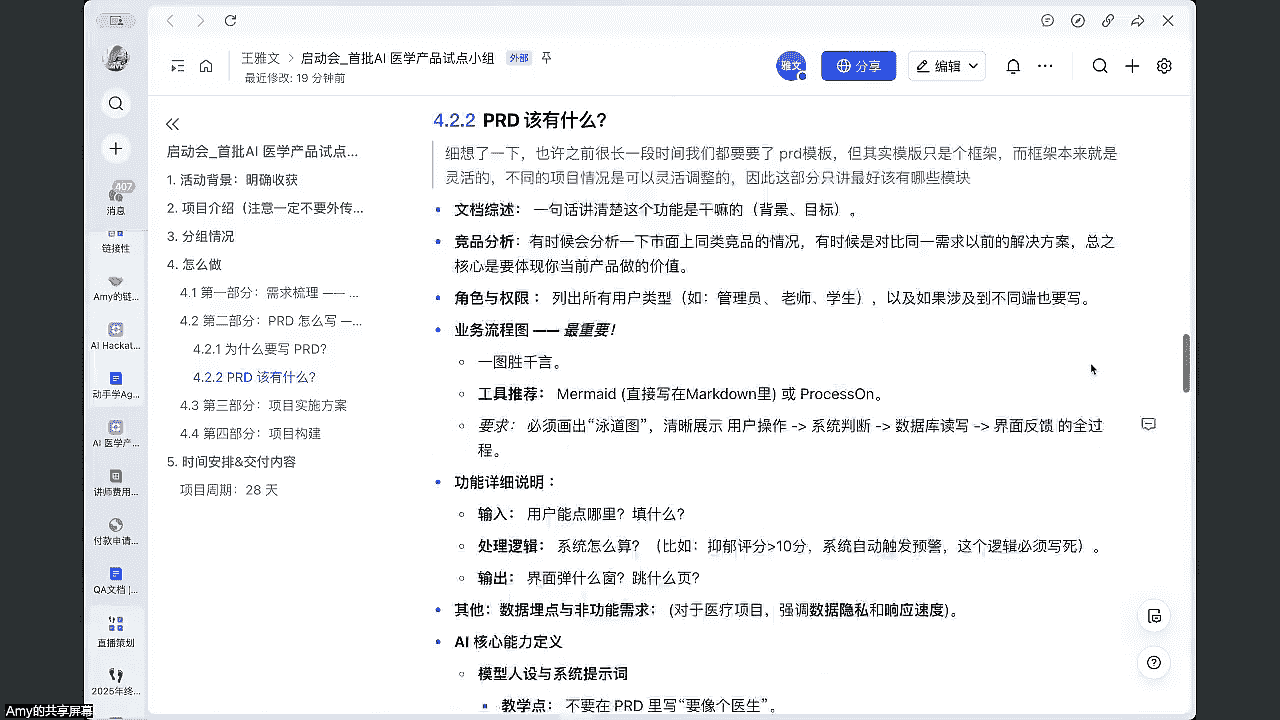 王雅文 > 启动会_首批AI 医学产品试点小组 外部
最近修改: 19 分钟前
雅文
分享
编辑
407
消息
链接性
Amy的链...
AI Hackat...
动手学Ag...
AI 医学产...
讲师费用...
付款申请...
QA文档 |...
直播策划
2025年终...
启动会_首批AI 医学产品试点...
1. 活动背景：明确收获
2. 项目介绍（注意一定不要外传...
3. 分组情况
4. 怎么做
4.1 第一部分：需求梳理 —— ...
4.2 第二部分：PRD 怎么写 —...
4.2.1 为什么要写 PRD?
4.2.2 PRD 该有什么?
4.3 第三部分：项目实施方案
4.4 第四部分：项目构建
5. 时间安排&交付内容
项目周期：28 天
4.2.2 PRD 该有什么?
细想了一下，也许之前很长一段时间我们都要要了 prd模板，但其实模版只是个框架，而框架本来就是
灵活的，不同的项目情况是可以灵活调整的，因此这部分只讲最好该有哪些模块
• 文档综述： 一句话讲清楚这个功能是干嘛的（背景、目标）。
• 竞品分析：有时候会分析一下市面上同类竞品的情况，有时候是对比同一需求以前的解决方案，总之
核心是要体现你当前产品做的价值。
• 角色与权限： 列出所有用户类型（如：管理员、老师、学生），以及如果涉及到不同端也要写。
• 业务流程图 —— 最重要！
◦ 一图胜千言。
◦ 工具推荐： Mermaid (直接写在Markdown里) 或 ProcessOn。
◦ 要求： 必须画出“泳道图”，清晰展示 用户操作 -> 系统判断 -> 数据库读写 -> 界面反馈 的全过
程。
• 功能详细说明：
◦ 输入： 用户能点哪里？填什么？
◦ 处理逻辑： 系统怎么算？（比如：抑郁评分>10分，系统自动触发预警，这个逻辑必须写死）。
◦ 输出： 界面弹什么窗？跳什么页？
• 其他：数据埋点与非功能需求： (对于医疗项目，强调数据隐私和响应速度)。
• AI 核心能力定义
◦ 模型人设与系统提示词
▪ 教学点： 不要在 PRD 里写“要像个医生”。
Amy的共享屏幕